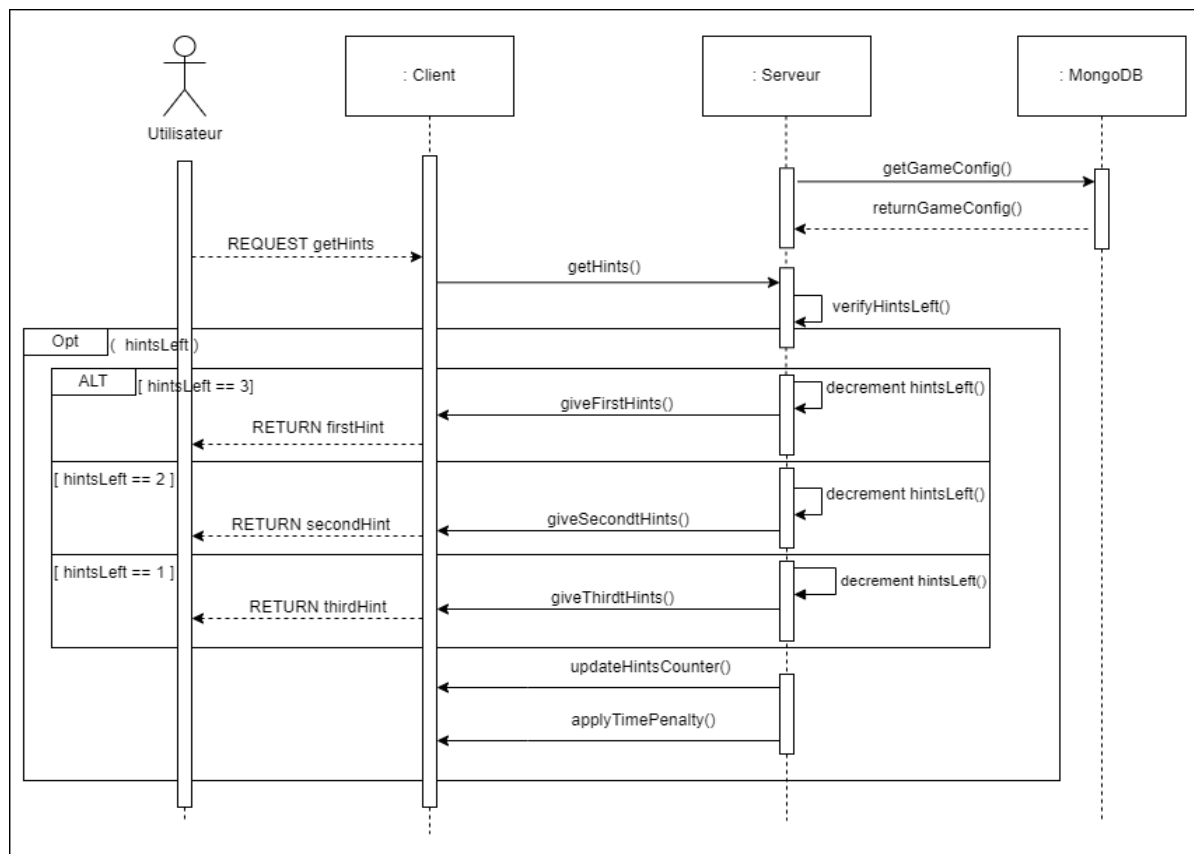 : Client
: Serveur
: MongoDB
Utilisateur
getGameConfig()
returnGameConfig()
REQUEST getHints
getHints()
verifyHintsLeft()
Opt
( hintsLeft )
ALT
[ hintsLeft == 3]
decrement hintsLeft()
giveFirstHints()
RETURN firstHint
[ hintsLeft == 2 ]
decrement hintsLeft()
giveSecondtHints()
RETURN secondHint
[ hintsLeft == 1 ]
decrement hintsLeft()
giveThirdtHints()
RETURN thirdHint
updateHintsCounter()
applyTimePenalty()